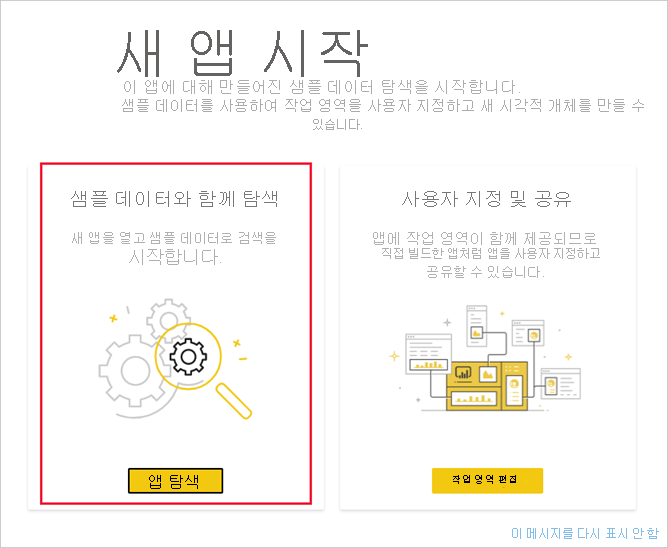 새 앱 시작
이 앱에 대해 만들어진 샘플 데이터 탐색을 시작합니다.
샘플 데이터를 사용하여 작업 영역을 사용자 지정하고 새 시각적 개체를 만들 수
있습니다.
샘플 데이터와 함께 탐색
새 앱을 열고 샘플 데이터로 검색을
시작합니다.
앱 탐색
사용자 지정 및 공유
앱에 작업 영역이 함께 제공되므로
직접 빌드한 앱처럼 앱을 사용자 지정하고
공유할 수 있습니다.
작업 영역 편집
이 메시지를 다시 표시 안 함